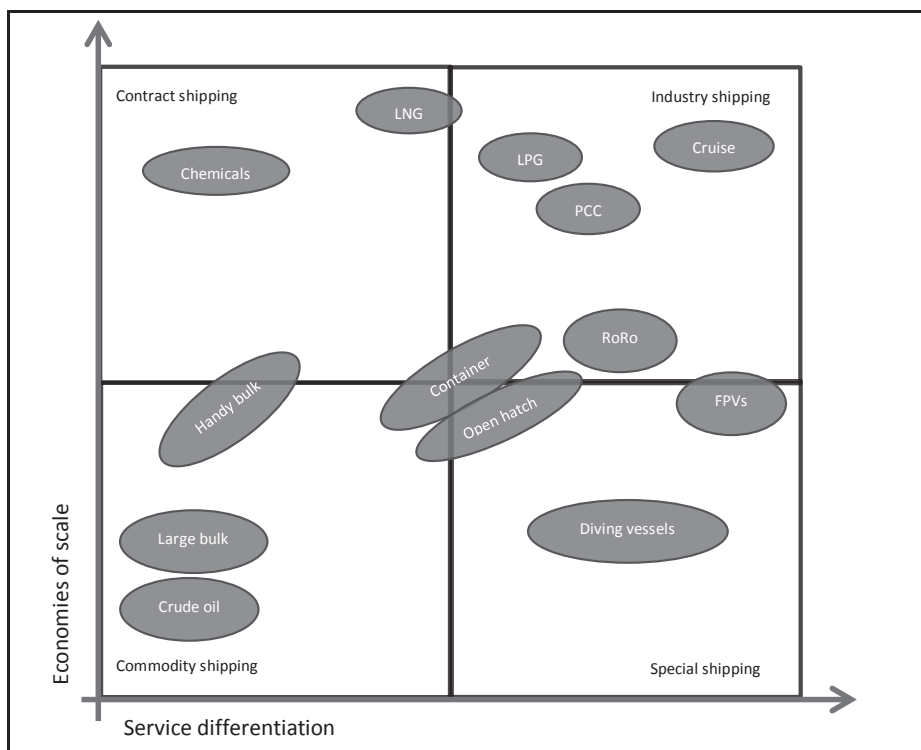 Contract shipping
Industry shipping
LNG
Cruise
LPG
Chemicals
PCC
RoRo
Container
Handy bulk
Open hatch
FPVs
Large bulk
Diving vessels
Crude oil
Commodity shipping
Special shipping
Economies of scale
Service differentiation